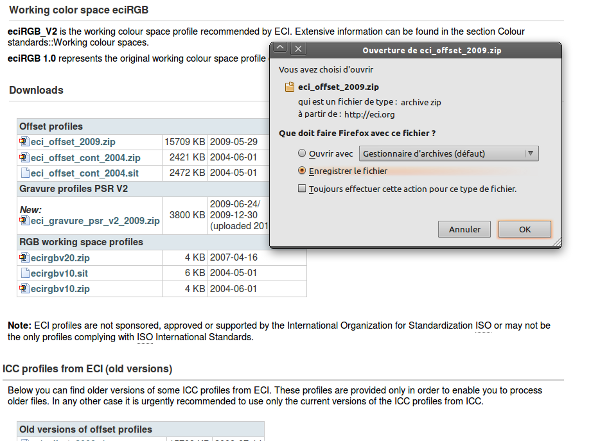 Working color space eciRGB
eciRGB_V2 is the working colour space profile recommended by ECI. Extensive information can be found in the section Colour
standards::Working colour spaces.
eciRGB 1.0 represents the original working colour space profile
Downloads
Offset profiles
eci_offset_2009.zip 15709 KB 2009-05-29
eci_offset_cont_2004.zip 2421 KB 2004-06-01
eci_offset_cont_2004.sit 2472 KB 2004-05-01
Gravure profiles PSR V2
New:
eci_gravure_psr_v2_2009.zip 3800 KB 2009-06-24/
2009-12-30
(uploaded 201
RGB working space profiles
ecirgbv20.zip 4 KB 2007-04-16
ecirgbv10.sit 6 KB 2004-05-01
ecirgbv10.zip 4 KB 2004-06-01
Note: ECI profiles are not sponsored, approved or supported by the International Organization for Standardization ISO or may not be
the only profiles complying with ISO International Standards.
ICC profiles from ECI (old versions)
Below you can find older versions of some ICC profiles from ECI. These profiles are provided only in order to enable you to process
older files. In any other case it is urgently recommended to use only the current versions of the ICC profiles from ICC.
Old versions of offset profiles
Ouverture de eci_offset_2009.zip
Vous avez choisi d'ouvrir
eci_offset_2009.zip
qui est un fichier de type : archive zip
à partir de : http://eci.org
Que doit faire Firefox avec ce fichier ?
Ouvrir avec Gestionnaire d'archives (défaut)
Enregistrer le fichier
Toujours effectuer cette action pour ce type de fichier.
Annuler OK